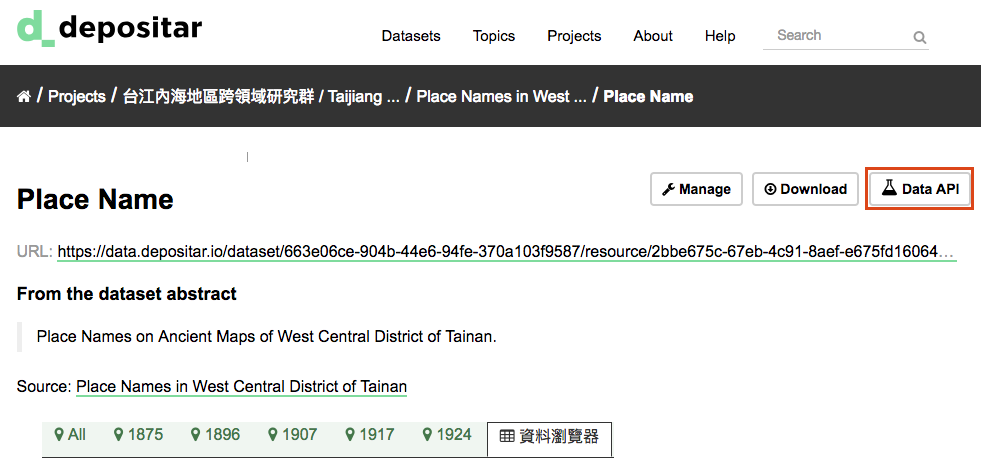 d_depositar
Datasets Topics Projects About Help Search
/ Projects / 台江內海地區跨領域研究群 / Taijiang ... / Place Names in West ... / Place Name
Place Name
Manage Download Data API
URL: https://data.depositar.io/dataset/663e06ce-904b-44e6-94fe-370a103f9587/resource/2bbe675c-67eb-4c91-8aef-e675fd16064…
From the dataset abstract
Place Names on Ancient Maps of West Central District of Tainan.
Source: Place Names in West Central District of Tainan
All 1875 1896 1907 1917 1924 資料瀏覽器